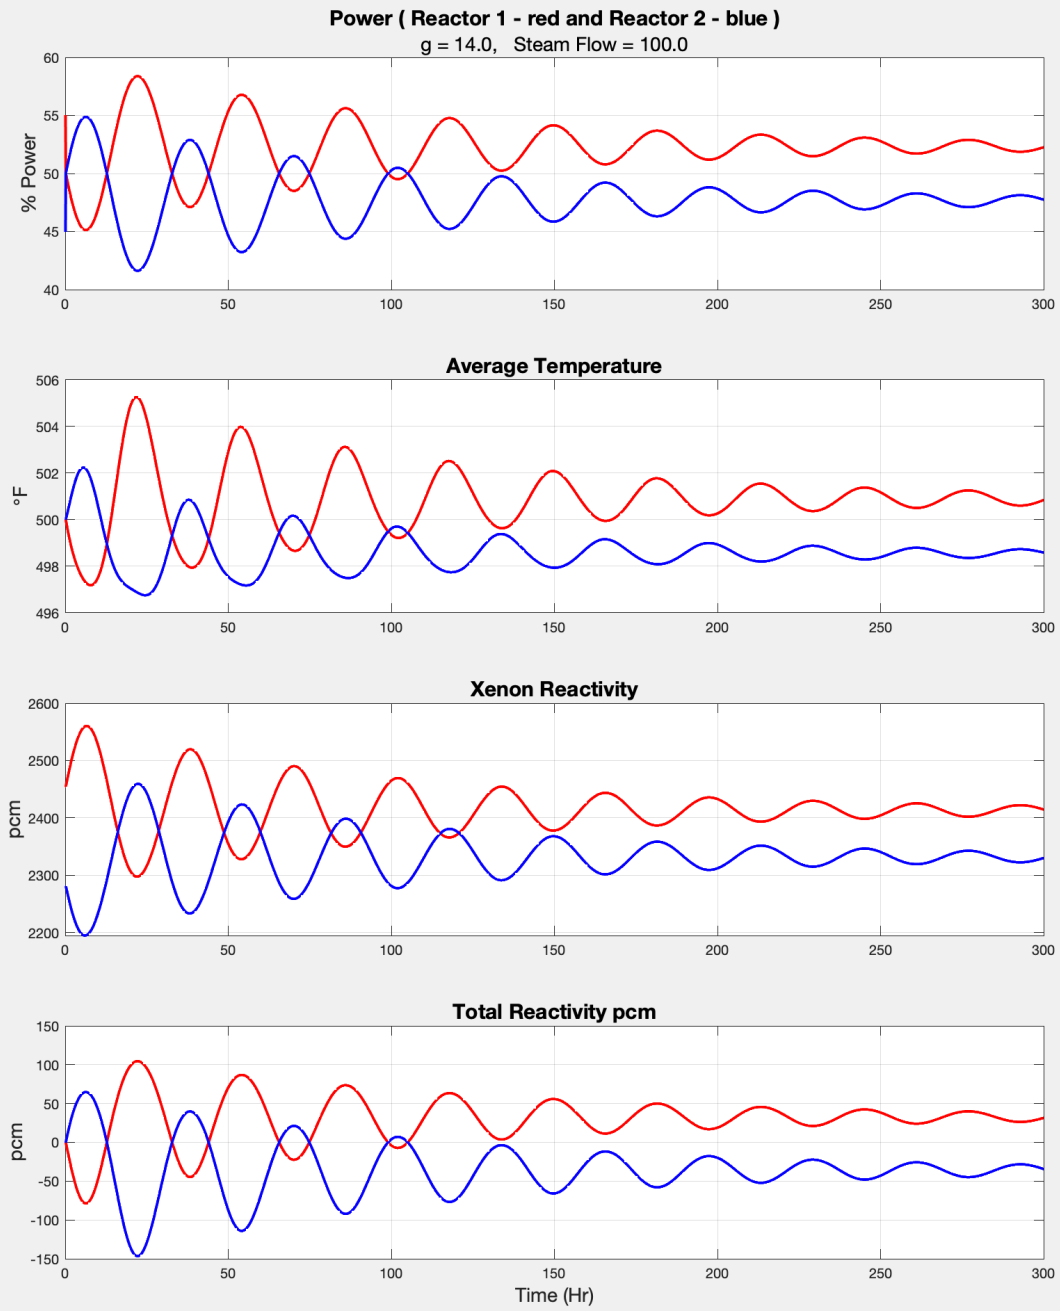 Power ( Reactor 1 - red and Reactor 2 - blue )
g = 14.0,   Steam Flow = 100.0
60
55
50
45
40
% Power
0 50 100 150 200 250 300
Average Temperature
506
504
502
500
498
496
°F
0 50 100 150 200 250 300
Xenon Reactivity
2600
2500
2400
2300
2200
pcm
0 50 100 150 200 250 300
Total Reactivity pcm
150
100
50
0
-50
-100
-150
pcm
0 50 100 150 200 250 300
Time (Hr)